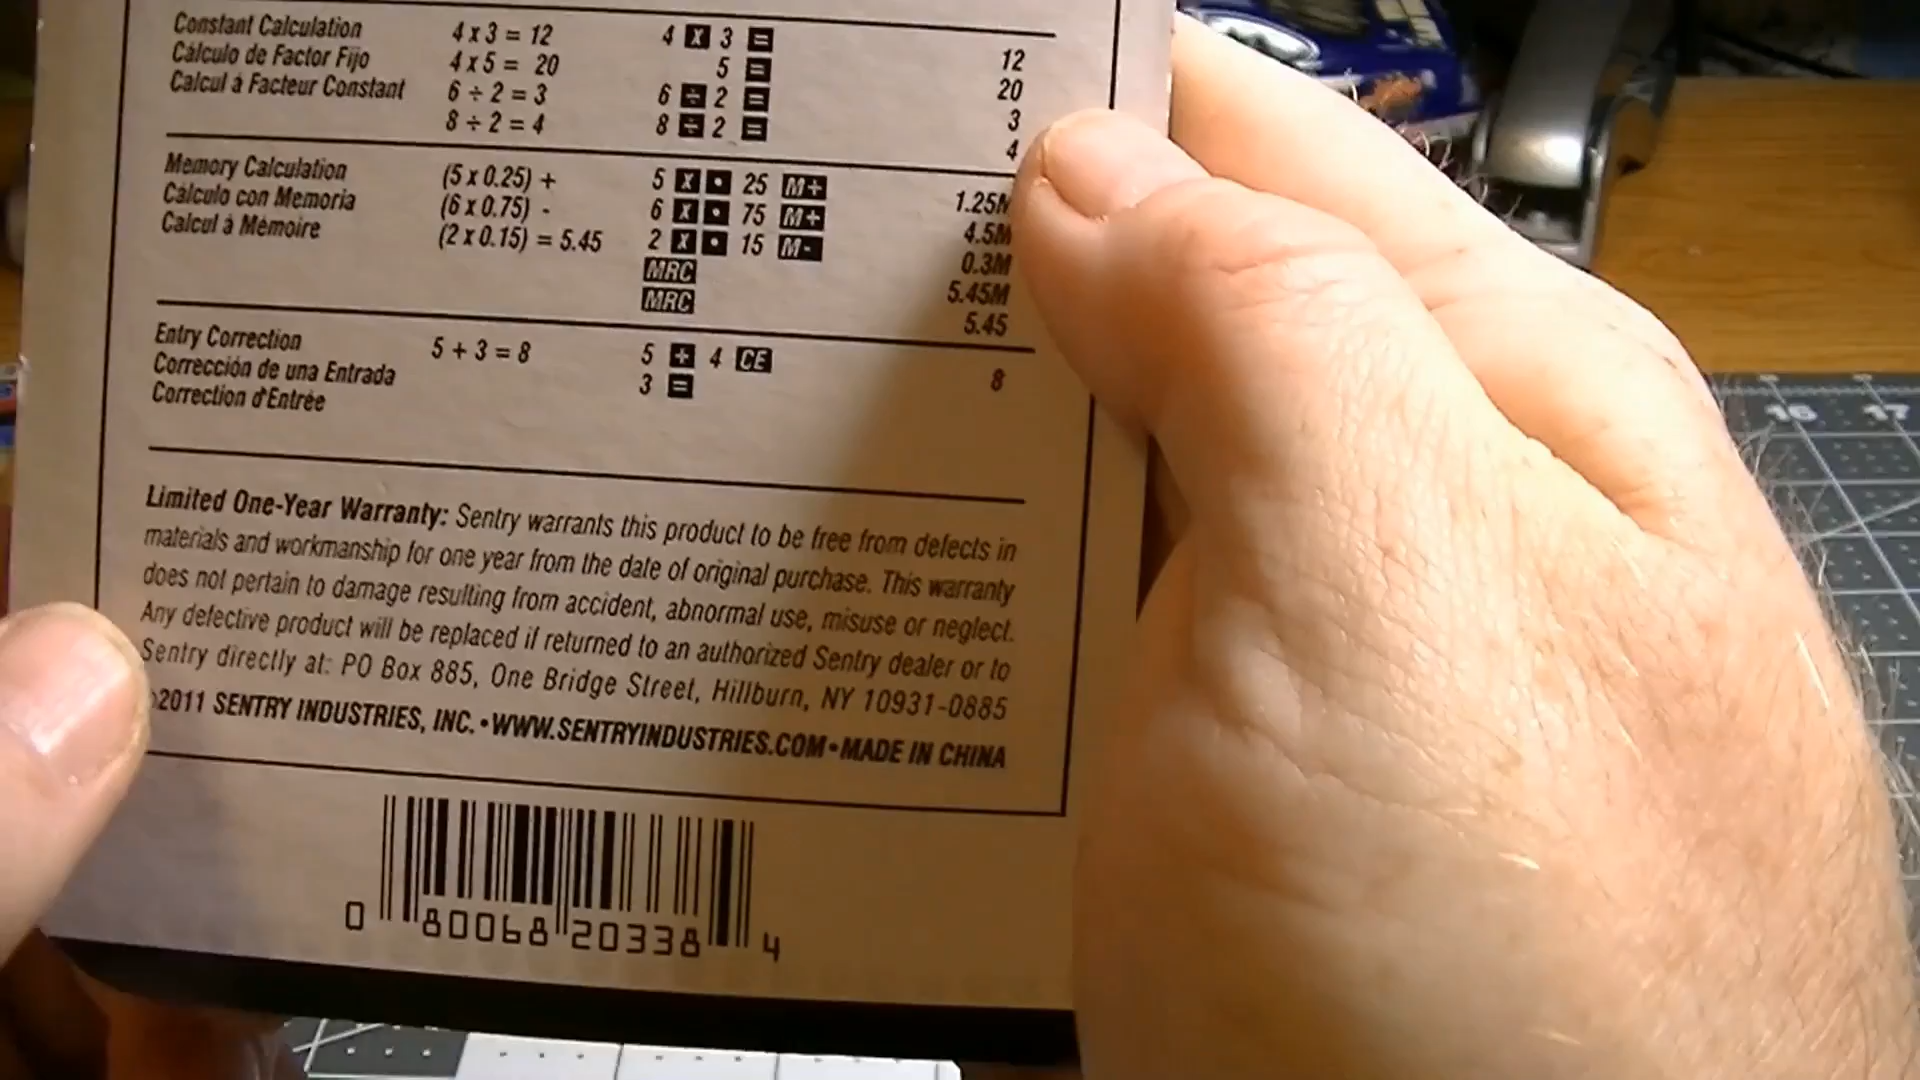 Constant Calculation 4 x 3 = 12 4 x 3 = 12
Cálculo de Factor Fijo 4 x 5 = 20 5 = 20
Calcul à Facteur Constant 6 ÷ 2 = 3 6 ÷ 2 = 3
8 ÷ 2 = 4 8 ÷ 2 = 4
Memory Calculation (5 x 0.25) + 5 x • 25 M+ 1.25M
Cálculo con Memoria (6 x 0.75) - 6 x • 75 M+ 4.5M
Calcul à Mémoire (2 x 0.15) = 5.45 2 x • 15 M- 0.3M
MRC 5.45M
MRC 5.45
Entry Correction 5 + 3 = 8 5 + 4 CE
Corrección de una Entrada 3 = 8
Correction d'Entrée
Limited One-Year Warranty: Sentry warrants this product to be free from defects in
materials and workmanship for one year from the date of original purchase. This warranty
does not pertain to damage resulting from accident, abnormal use, misuse or neglect.
Any defective product will be replaced if returned to an authorized Sentry dealer or to
Sentry directly at: PO Box 885, One Bridge Street, Hillburn, NY 10931-0885
©2011 SENTRY INDUSTRIES, INC. • WWW.SENTRYINDUSTRIES.COM • MADE IN CHINA
0 80068 20338 4
16 17